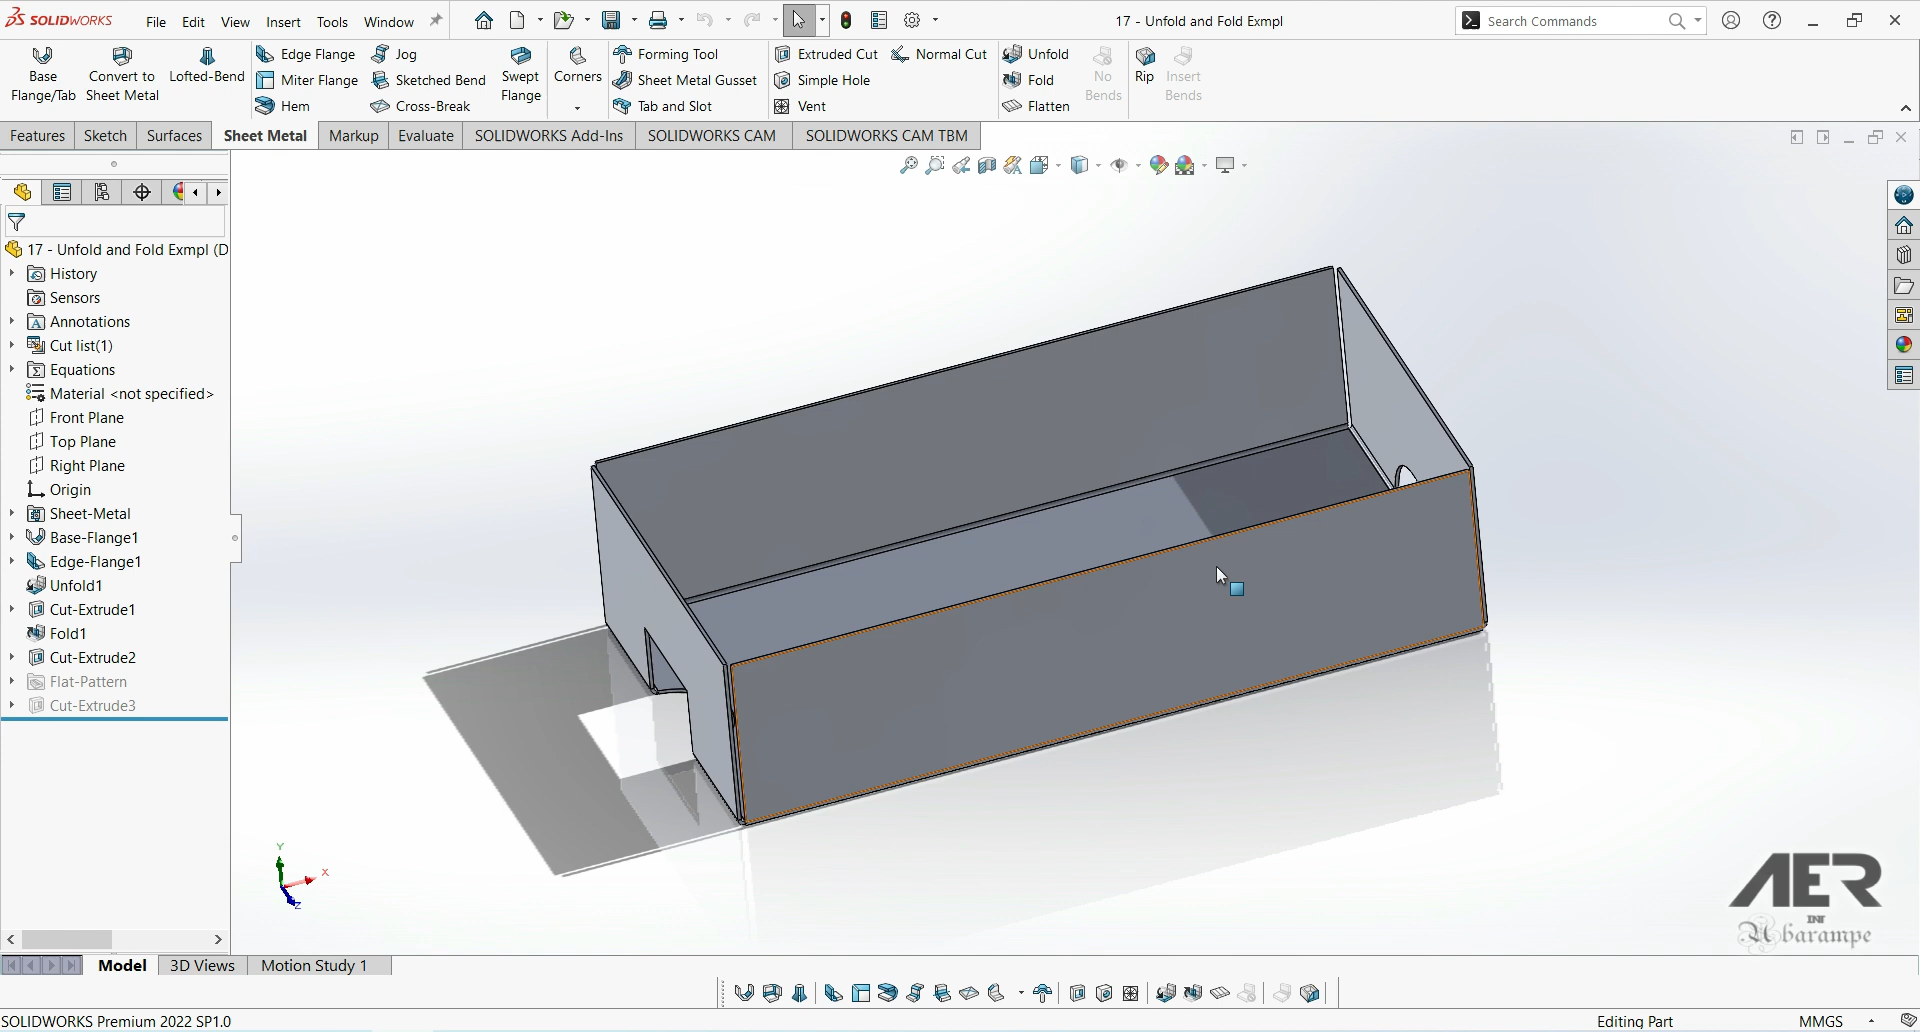 SOLIDWORKS File Edit View Insert Tools Window 17 - Unfold and Fold Exmpl Search Commands
Base Flange/Tab
Convert to Sheet Metal
Lofted-Bend
Edge Flange
Miter Flange
Hem
Jog
Sketched Bend
Cross-Break
Swept Flange
Corners
Forming Tool
Sheet Metal Gusset
Tab and Slot
Extruded Cut
Simple Hole
Vent
Normal Cut
Unfold
Fold
Flatten
No Bends
Rip
Insert Bends
Features Sketch Surfaces Sheet Metal Markup Evaluate SOLIDWORKS Add-Ins SOLIDWORKS CAM SOLIDWORKS CAM TBM
17 - Unfold and Fold Exmpl (D
History
Sensors
Annotations
Cut list(1)
Equations
Material <not specified>
Front Plane
Top Plane
Right Plane
Origin
Sheet-Metal
Base-Flange1
Edge-Flange1
Unfold1
Cut-Extrude1
Fold1
Cut-Extrude2
Flat-Pattern
Cut-Extrude3
Y
X
Z
AER
INT
Abarampe
Model 3D Views Motion Study 1
SOLIDWORKS Premium 2022 SP1.0 Editing Part MMGS